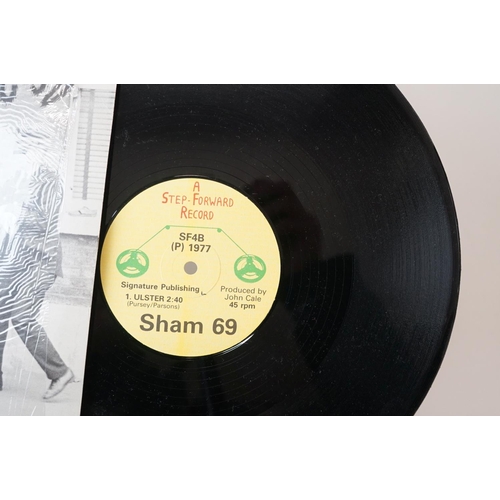 A
STEP-FORWARD
RECORD
SF4B
(P) 1977
Signature Publishing
Produced by
John Cale
1. ULSTER 2:40
45 rpm
(Pursey/Parsons)
Sham 69